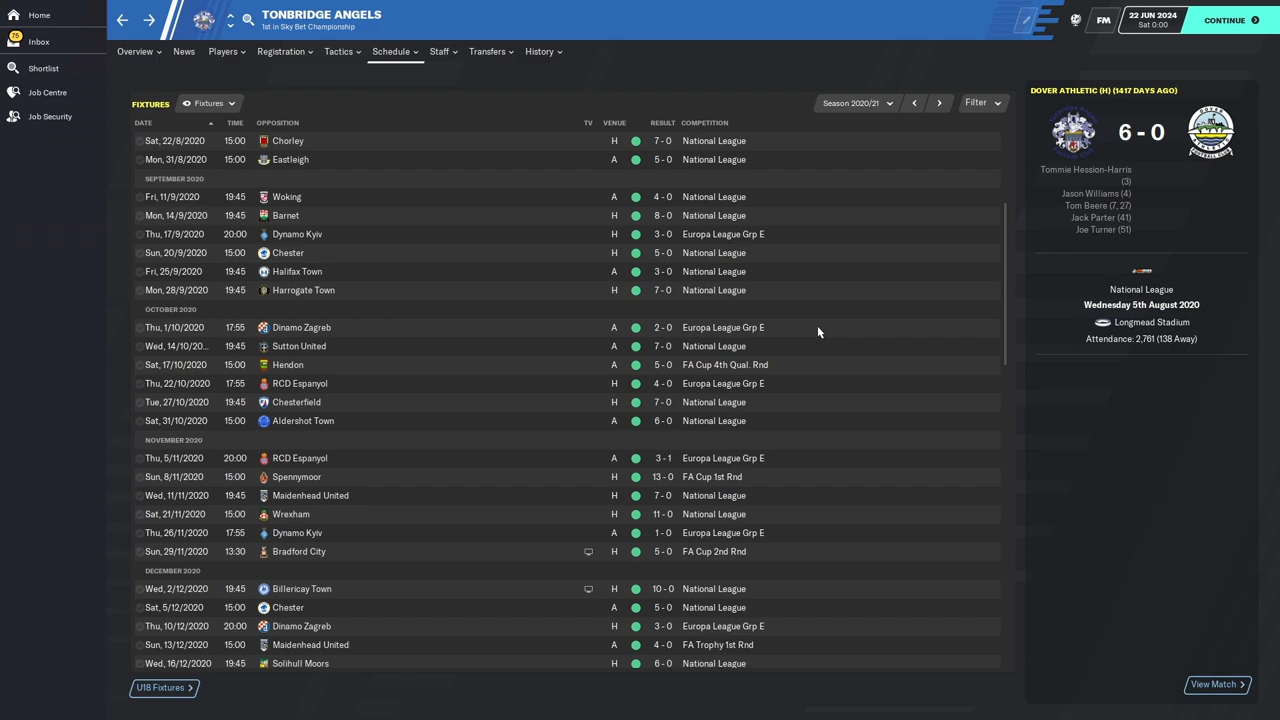 Home
75
Inbox
Shortlist
Job Centre
Job Security
TONBRIDGE ANGELS
1st in Sky Bet Championship
FM
22 JUN 2024
Sat 0:00
CONTINUE
Overview
News
Players
Registration
Tactics
Schedule
Staff
Transfers
History
FIXTURES
Fixtures
Season 2020/21
Filter
DATE TIME OPPOSITION TV VENUE RESULT COMPETITION
Sat, 22/8/2020 15:00 Chorley H 7 - 0 National League
Mon, 31/8/2020 15:00 Eastleigh A 5 - 0 National League
SEPTEMBER 2020
Fri, 11/9/2020 19:45 Woking A 4 - 0 National League
Mon, 14/9/2020 19:45 Barnet H 8 - 0 National League
Thu, 17/9/2020 20:00 Dynamo Kyiv H 3 - 0 Europa League Grp E
Sun, 20/9/2020 15:00 Chester H 5 - 0 National League
Fri, 25/9/2020 19:45 Halifax Town A 3 - 0 National League
Mon, 28/9/2020 19:45 Harrogate Town H 7 - 0 National League
OCTOBER 2020
Thu, 1/10/2020 17:55 Dinamo Zagreb A 2 - 0 Europa League Grp E
Wed, 14/10/20... 19:45 Sutton United A 7 - 0 National League
Sat, 17/10/2020 15:00 Hendon A 5 - 0 FA Cup 4th Qual. Rnd
Thu, 22/10/2020 17:55 RCD Espanyol H 4 - 0 Europa League Grp E
Tue, 27/10/2020 19:45 Chesterfield H 7 - 0 National League
Sat, 31/10/2020 15:00 Aldershot Town A 6 - 0 National League
NOVEMBER 2020
Thu, 5/11/2020 20:00 RCD Espanyol A 3 - 1 Europa League Grp E
Sun, 8/11/2020 15:00 Spennymoor H 13 - 0 FA Cup 1st Rnd
Wed, 11/11/2020 19:45 Maidenhead United H 7 - 0 National League
Sat, 21/11/2020 15:00 Wrexham H 11 - 0 National League
Thu, 26/11/2020 17:55 Dynamo Kyiv A 1 - 0 Europa League Grp E
Sun, 29/11/2020 13:30 Bradford City H 5 - 0 FA Cup 2nd Rnd
DECEMBER 2020
Wed, 2/12/2020 19:45 Billericay Town H 10 - 0 National League
Sat, 5/12/2020 15:00 Chester A 5 - 0 National League
Thu, 10/12/2020 20:00 Dinamo Zagreb H 3 - 0 Europa League Grp E
Sun, 13/12/2020 15:00 Maidenhead United A 4 - 0 FA Trophy 1st Rnd
Wed, 16/12/2020 19:45 Solihull Moors H 6 - 0 National League
U18 Fixtures
DOVER ATHLETIC (H) (1417 DAYS AGO)
6 - 0
Tommie Hession-Harris
(3)
Jason Williams (4)
Tom Beere (7, 27)
Jack Parter (41)
Joe Turner (51)
National League
Wednesday 5th August 2020
Longmead Stadium
Attendance: 2,761 (138 Away)
View Match